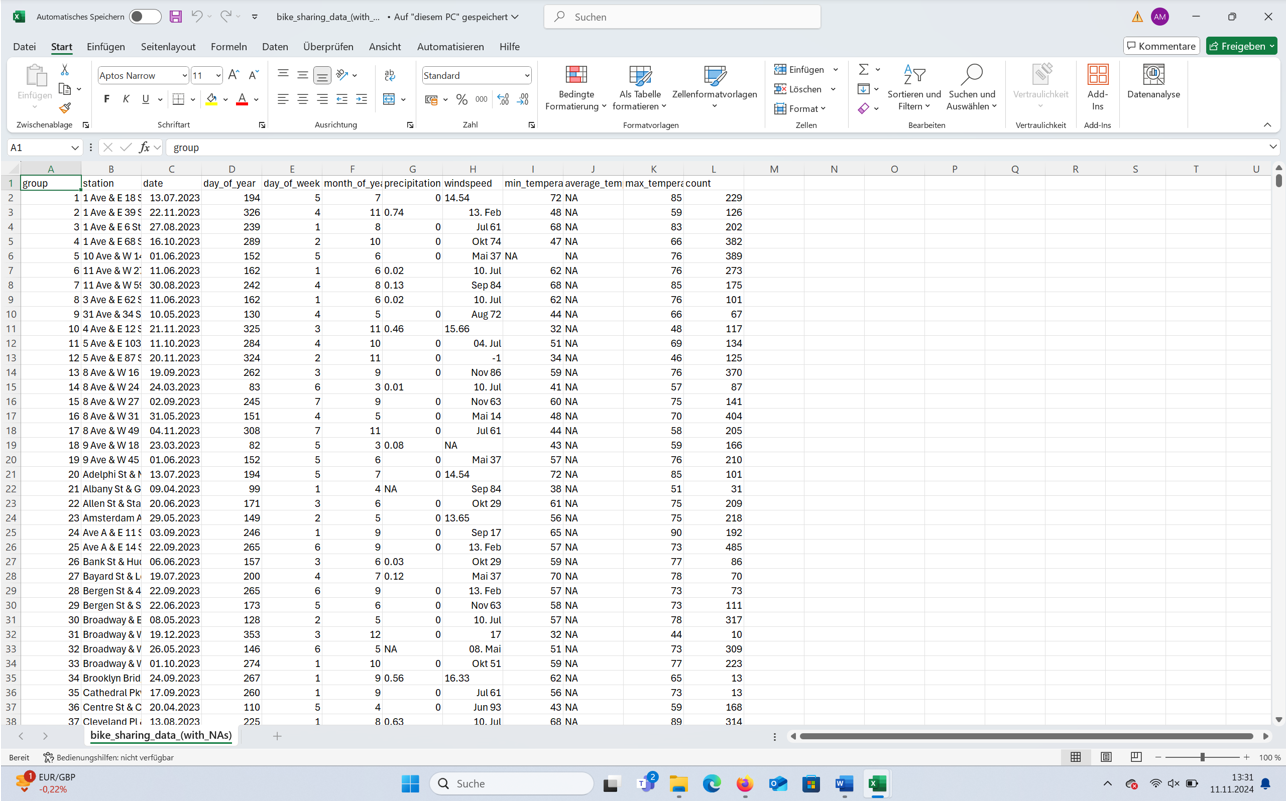 Automatisches Speichern bike_sharing_data_(with_... • Auf "diesem PC" gespeichert Suchen AM
Datei Start Einfügen Seitenlayout Formeln Daten Überprüfen Ansicht Automatisieren Hilfe Kommentare Freigeben
Einfügen Aptos Narrow 11 Standard Bedingte Formatierung Als Tabelle formatieren Zellenformatvorlagen Einfügen Löschen Format Sortieren und Filtern Suchen und Auswählen Vertraulichkeit Add-Ins Datenanalyse
F K U A % 000
Zwischenablage Schriftart Ausrichtung Zahl Formatvorlagen Zellen Bearbeiten Vertraulichkeit Add-Ins
A1 fx group
A B C D E F G H I J K L M N O P Q R S T U
1 group station date day_of_year day_of_week month_of_yea precipitation windspeed min_tempera average_tem max_tempera count
2 1 1 Ave & E 18 S 13.07.2023 194 5 7 0 14.54 72 NA 85 229
3 2 1 Ave & E 39 S 22.11.2023 326 4 11 0.74 13. Feb 48 NA 59 126
4 3 1 Ave & E 6 St 27.08.2023 239 1 8 0 Jul 61 68 NA 83 202
5 4 1 Ave & E 68 S 16.10.2023 289 2 10 0 Okt 74 47 NA 66 382
6 5 10 Ave & W 14 01.06.2023 152 5 6 0 Mai 37 NA NA 76 389
7 6 11 Ave & W 27 11.06.2023 162 1 6 0.02 10. Jul 62 NA 76 273
8 7 11 Ave & W 59 30.08.2023 242 4 8 0.13 Sep 84 68 NA 85 175
9 8 3 Ave & E 62 S 11.06.2023 162 1 6 0.02 10. Jul 62 NA 76 101
10 9 31 Ave & 34 S 10.05.2023 130 4 5 0 Aug 72 44 NA 66 67
11 10 4 Ave & E 12 S 21.11.2023 325 3 11 0.46 15.66 32 NA 48 117
12 11 5 Ave & E 103 11.10.2023 284 4 10 0 04. Jul 51 NA 69 134
13 12 5 Ave & E 87 S 20.11.2023 324 2 11 0 -1 34 NA 46 125
14 13 8 Ave & W 16 19.09.2023 262 3 9 0 Nov 86 59 NA 76 370
15 14 8 Ave & W 24 24.03.2023 83 6 3 0.01 10. Jul 41 NA 57 87
16 15 8 Ave & W 27 02.09.2023 245 7 9 0 Nov 63 60 NA 75 141
17 16 8 Ave & W 31 31.05.2023 151 4 5 0 Mai 14 48 NA 70 404
18 17 8 Ave & W 49 04.11.2023 308 7 11 0 Jul 61 44 NA 58 205
19 18 9 Ave & W 18 23.03.2023 82 5 3 0.08 NA 43 NA 59 166
20 19 9 Ave & W 45 01.06.2023 152 5 6 0 Mai 37 57 NA 76 210
21 20 Adelphi St & M 13.07.2023 194 5 7 0 14.54 72 NA 85 101
22 21 Albany St & G 09.04.2023 99 1 4 NA Sep 84 38 NA 51 31
23 22 Allen St & Sta 20.06.2023 171 3 6 0 Okt 29 61 NA 75 209
24 23 Amsterdam A 29.05.2023 149 2 5 0 13.65 56 NA 75 218
25 24 Ave A & E 11 S 03.09.2023 246 1 9 0 Sep 17 65 NA 90 192
26 25 Ave A & E 14 S 22.09.2023 265 6 9 0 13. Feb 57 NA 73 485
27 26 Bank St & Hud 06.06.2023 157 3 6 0.03 Okt 29 59 NA 77 86
28 27 Bayard St & L 19.07.2023 200 4 7 0.12 Mai 37 70 NA 78 70
29 28 Bergen St & 4 22.09.2023 265 6 9 0 13. Feb 57 NA 73 73
30 29 Bergen St & S 22.06.2023 173 5 6 0 Nov 63 58 NA 73 111
31 30 Broadway & E 08.05.2023 128 2 5 0 10. Jul 57 NA 78 317
32 31 Broadway & W 19.12.2023 353 3 12 0 17 32 NA 44 10
33 32 Broadway & W 26.05.2023 146 6 5 NA 08. Mai 51 NA 73 309
34 33 Broadway & W 01.10.2023 274 1 10 0 Okt 51 59 NA 77 223
35 34 Brooklyn Brid 24.09.2023 267 1 9 0.56 16.33 62 NA 65 13
36 35 Cathedral Pkw 17.09.2023 260 1 9 0 Jul 61 56 NA 73 13
37 36 Centre St & C 20.04.2023 110 5 4 0 Jun 93 43 NA 59 168
38 37 Cleveland Pl 13.08.2023 225 1 8 0.63 10. Jul 68 NA 89 314
bike_sharing_data_(with_NAs)
Bereit Bedienungshilfen: nicht verfügbar 100 %
1 EUR/GBP -0,22% Suche 2 13:31 11.11.2024